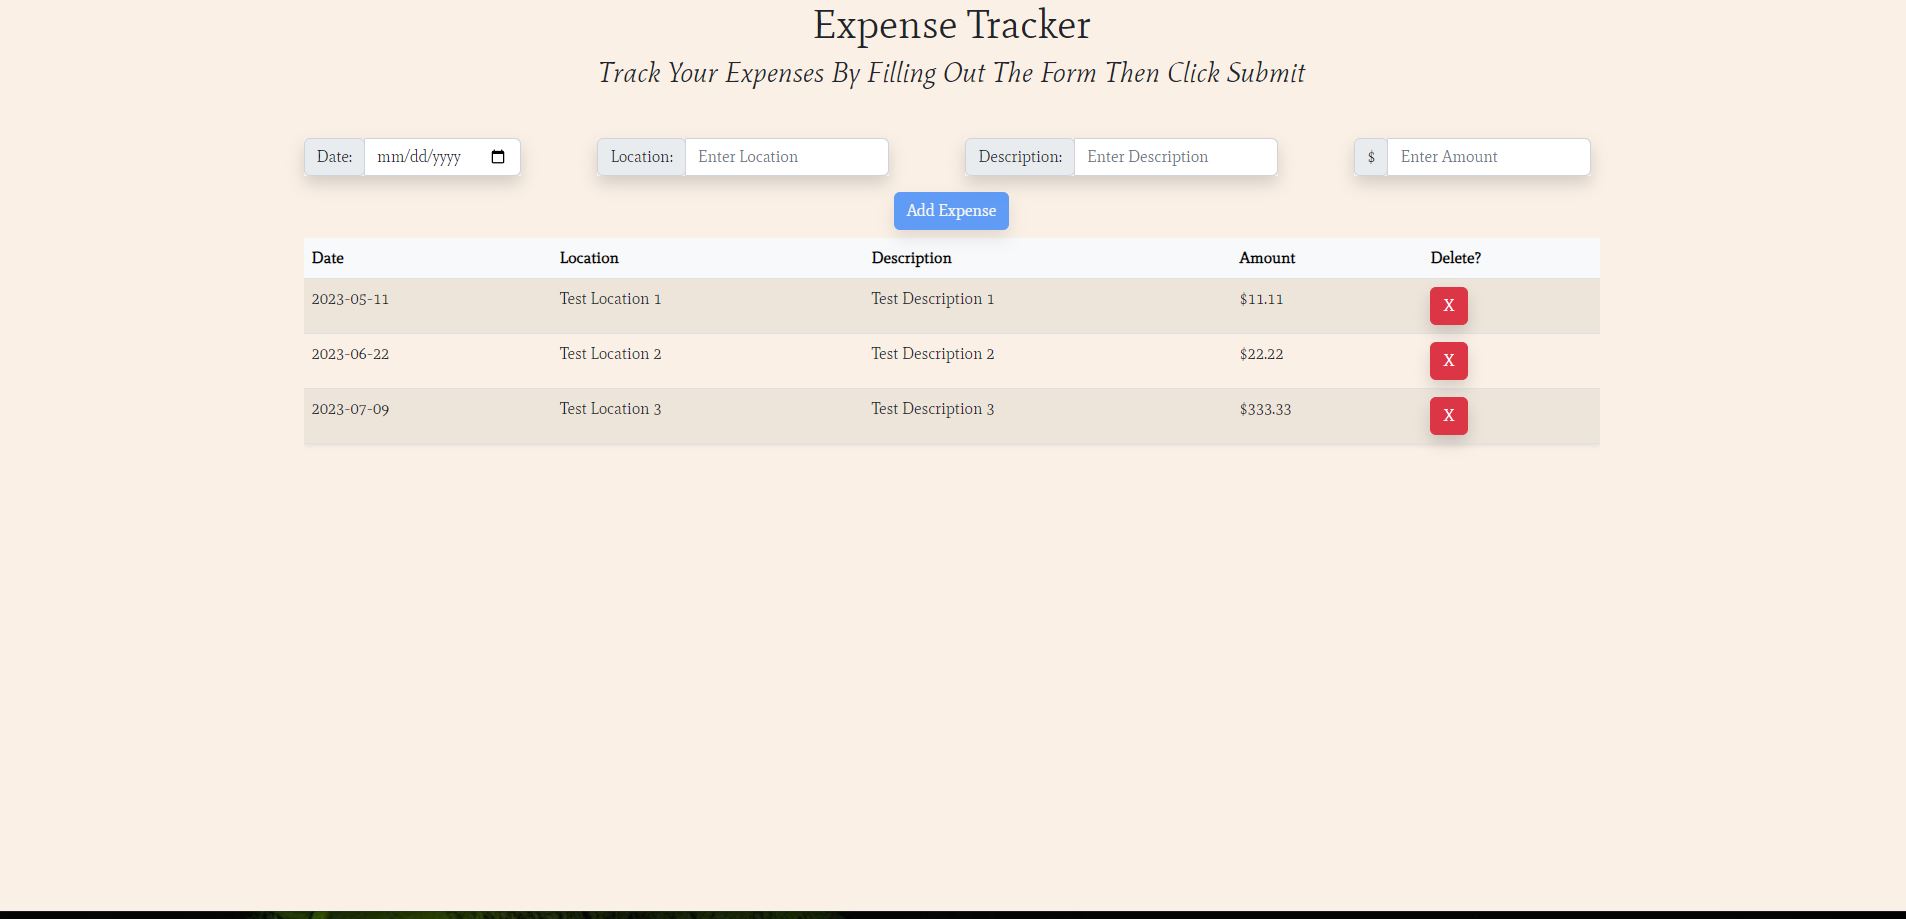 Expense Tracker
Track Your Expenses By Filling Out The Form Then Click Submit
Date: mm/dd/yyyy Location: Enter Location Description: Enter Description $ Enter Amount
Add Expense
Date Location Description Amount Delete?
2023-05-11 Test Location 1 Test Description 1 $11.11 X
2023-06-22 Test Location 2 Test Description 2 $22.22 X
2023-07-09 Test Location 3 Test Description 3 $333.33 X